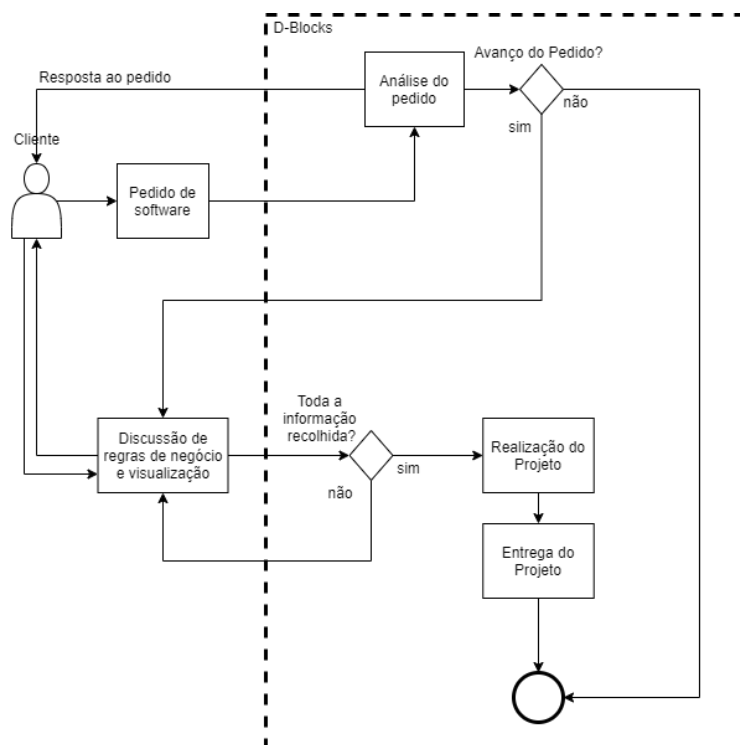 D-Blocks
Avanço do Pedido?
Resposta ao pedido
Análise do
pedido
não
sim
Cliente
Pedido de
software
Toda a
informação
recolhida?
Discussão de
regras de negócio
e visualização
sim
não
Realização do
Projeto
Entrega do
Projeto